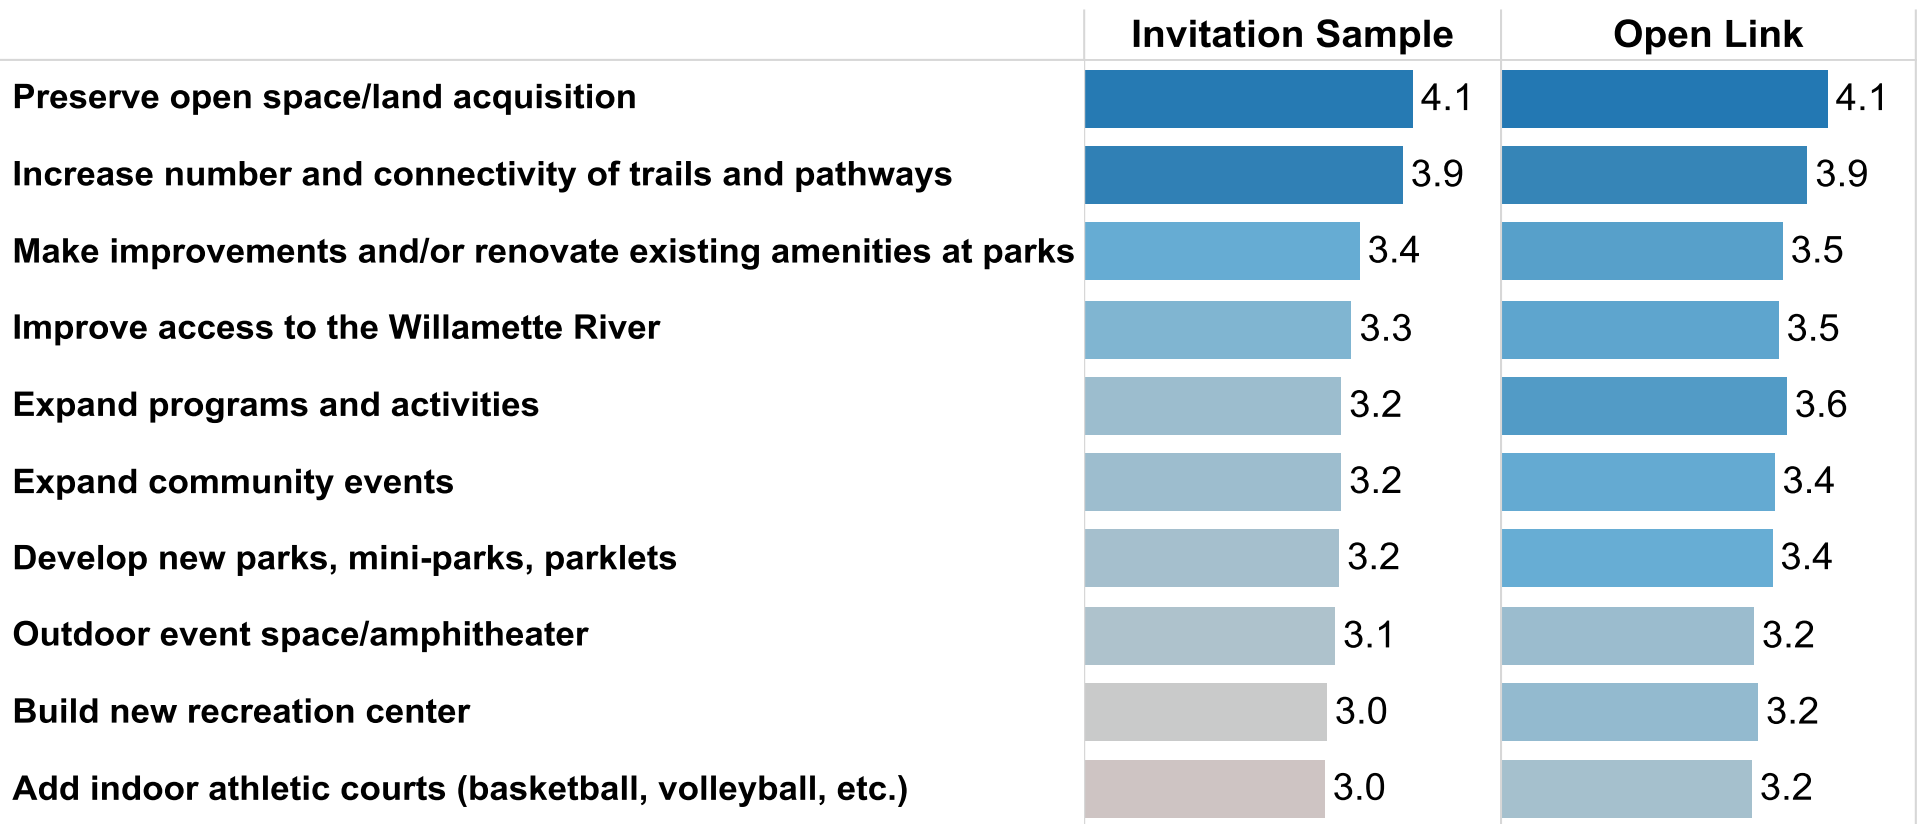 Invitation Sample Open Link
Preserve open space/land acquisition 4.1 4.1
Increase number and connectivity of trails and pathways 3.9 3.9
Make improvements and/or renovate existing amenities at parks 3.4 3.5
Improve access to the Willamette River 3.3 3.5
Expand programs and activities 3.2 3.6
Expand community events 3.2 3.4
Develop new parks, mini-parks, parklets 3.2 3.4
Outdoor event space/amphitheater 3.1 3.2
Build new recreation center 3.0 3.2
Add indoor athletic courts (basketball, volleyball, etc.) 3.0 3.2